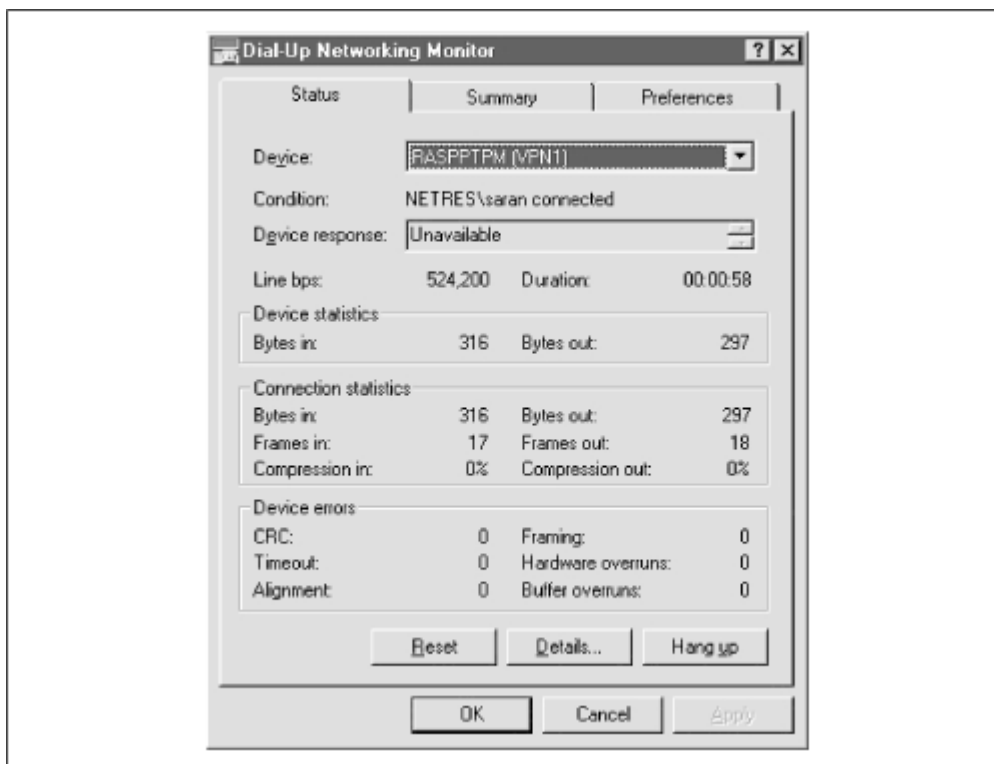 Dial-Up Networking Monitor
Status Summary Preferences
Device: RASPPTPM (VPN1)
Condition: NETRES\saran connected
Device response: Unavailable
Line bps: 524,200 Duration: 00:00:58
Device statistics
Bytes in: 316 Bytes out: 297
Connection statistics
Bytes in: 316 Bytes out: 297
Frames in: 17 Frames out: 18
Compression in: 0% Compression out: 0%
Device errors
CRC: 0 Framing: 0
Timeout: 0 Hardware overruns: 0
Alignment: 0 Buffer overruns: 0
Reset Details... Hang up
OK Cancel Apply